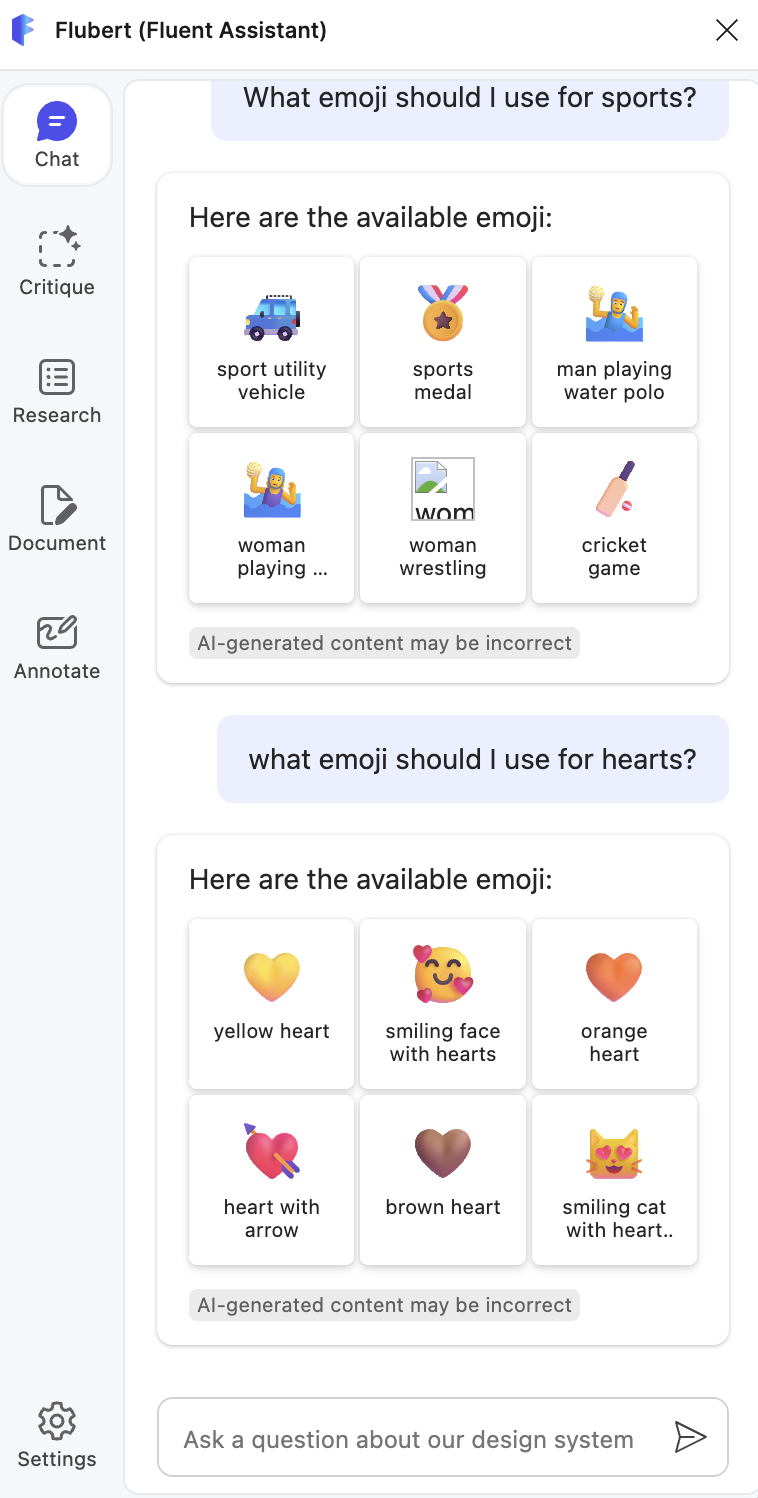 Flubert (Fluent Assistant)
What emoji should I use for sports?
Chat
Critique
Research
Document
Annotate
Here are the available emoji:
sport utility
vehicle
sports
medal
man playing
water polo
woman
playing ...
wom
woman
wrestling
cricket
game
AI-generated content may be incorrect
what emoji should I use for hearts?
Here are the available emoji:
yellow heart
smiling face
with hearts
orange
heart
heart with
arrow
brown heart
smiling cat
with heart..
AI-generated content may be incorrect
Ask a question about our design system
Settings